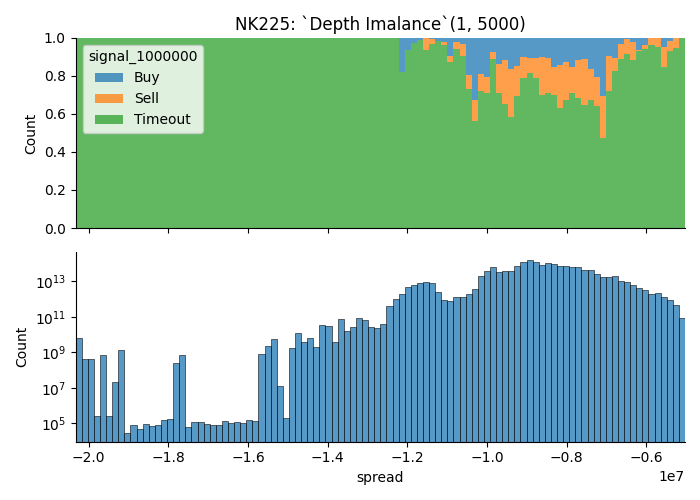 NK225: `Depth Imalance`(1, 5000)
signal_1000000
Buy
Sell
Timeout
Count
1.0
0.8
0.6
0.4
0.2
0.0
Count
10¹³
10¹¹
10⁹
10⁷
10⁵
−2.0 −1.8 −1.6 −1.4 −1.2 −1.0 −0.8 −0.6
1e7
spread